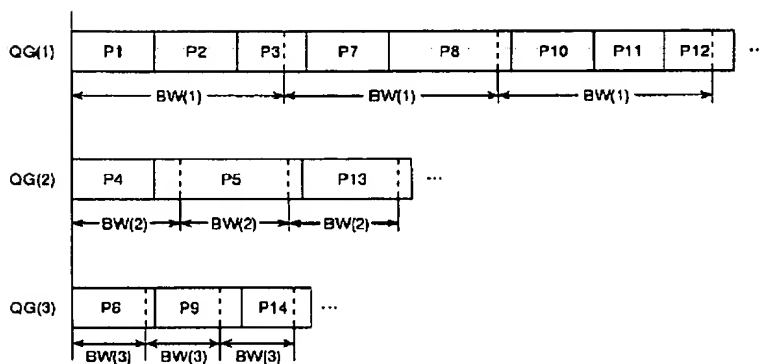 QG(1) P1 P2 P3 P7 P8 P10 P11 P12 ...
BW(1) BW(1) BW(1)
QG(2) P4 P5 P13 ...
BW(2) BW(2) BW(2)
QG(3) P6 P9 P14 ...
BW(3) BW(3) BW(3)